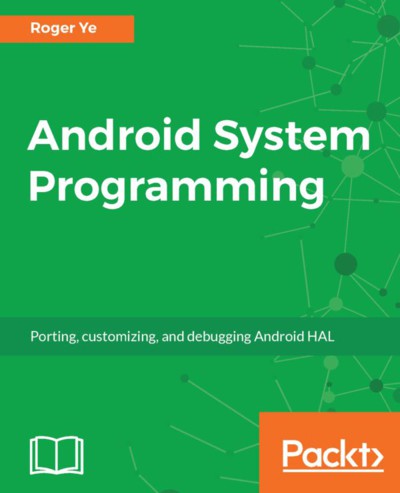 Roger Ye
Android System
Programming
Porting, customizing, and debugging Android HAL
Packt>